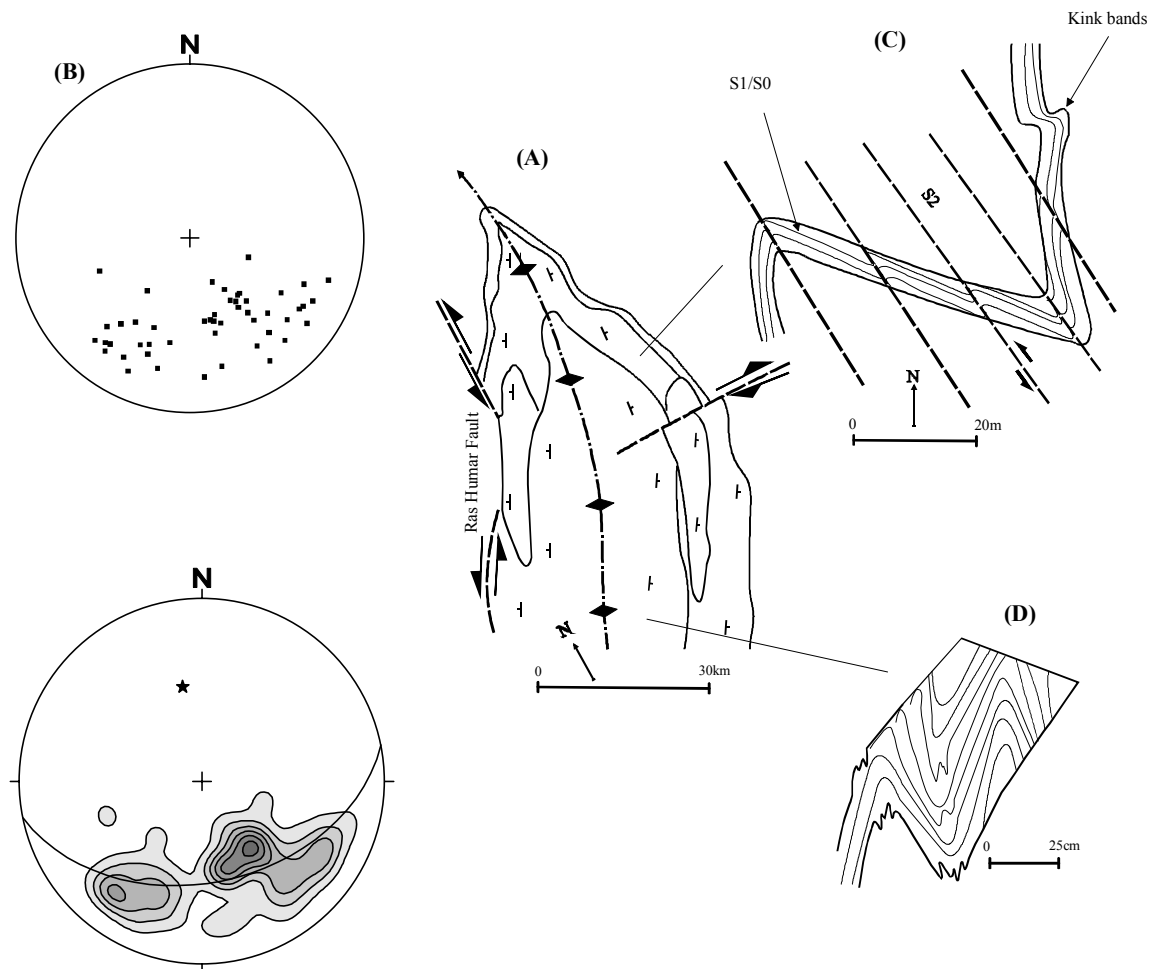 N
(B)
(A)
(C)
Kink bands
S1/S0
S2
N
0 20m
Ras Humar Fault
N
0 30km
N
(D)
0 25cm